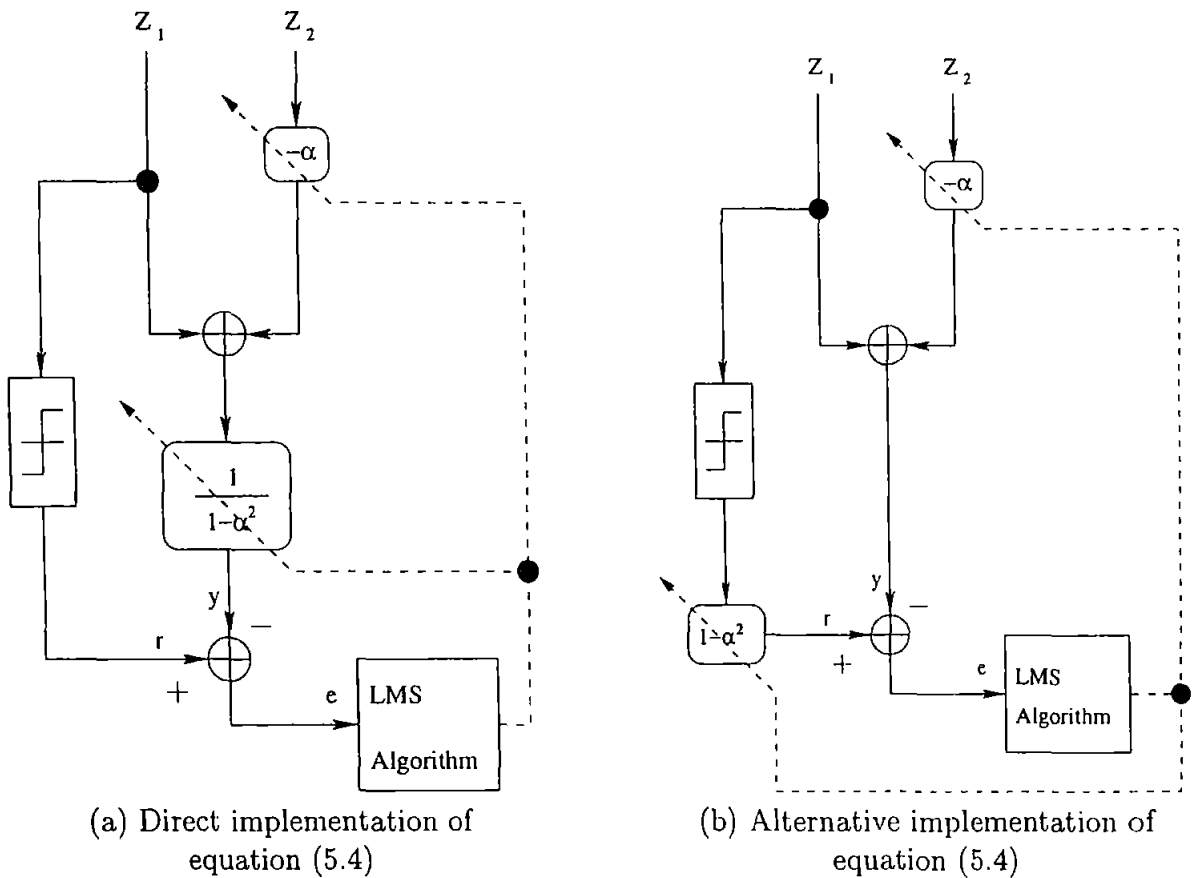 Z₁ Z₂
−α
1
1−α²
y
−
r
+
e
LMS
Algorithm
(a) Direct implementation of
equation (5.4)
Z₁ Z₂
−α
1−α²
y
−
r
+
e
LMS
Algorithm
(b) Alternative implementation of
equation (5.4)